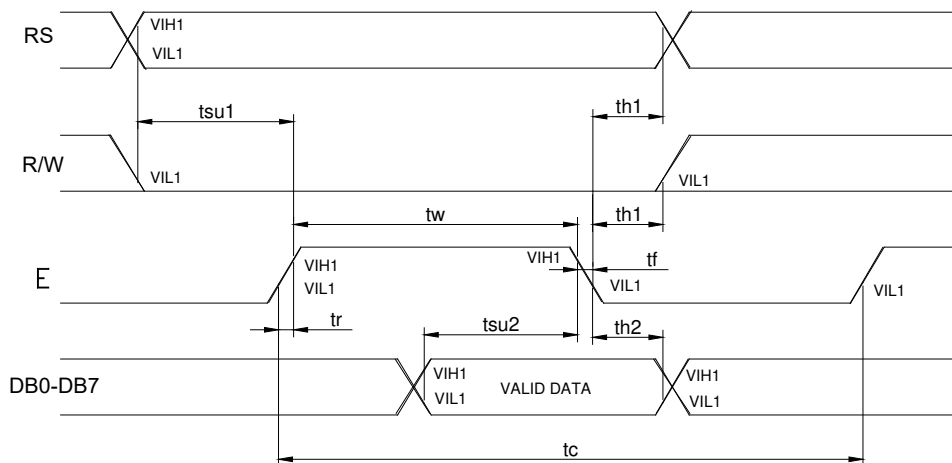 RS
VIH1
VIL1
tsu1
th1
R/W
VIL1
VIL1
tw
th1
E
VIH1
VIL1
VIH1
tf
VIL1
VIL1
tr
tsu2
th2
DB0-DB7
VIH1
VIL1
VALID DATA
VIH1
VIL1
tc